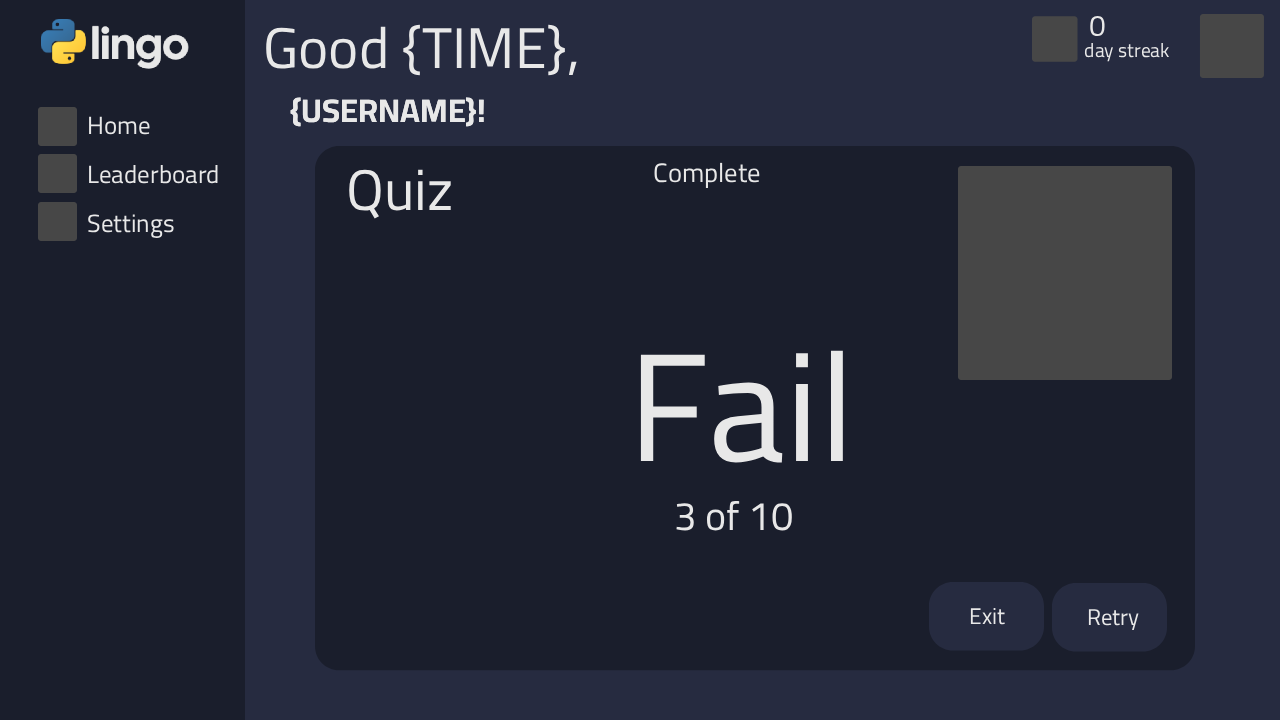 lingo
Home
Leaderboard
Settings
Good {TIME},
{USERNAME}!
0
day streak
Quiz
Complete
Fail
3 of 10
Exit
Retry